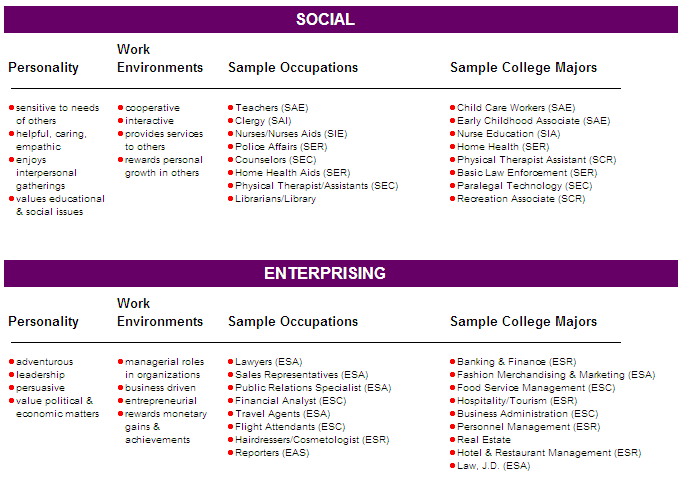 SOCIAL
Personality
Work
Environments
Sample Occupations
Sample College Majors
sensitive to needs
of others
helpful, caring,
empathic
enjoys
interpersonal
gatherings
values educational
& social issues
cooperative
interactive
provides services
to others
rewards personal
growth in others
Teachers (SAE)
Clergy (SAI)
Nurses/Nurses Aids (SIE)
Police Affairs (SER)
Counselors (SEC)
Home Health Aids (SER)
Physical Therapist/Assistants (SEC)
Librarians/Library
Child Care Workers (SAE)
Early Childhood Associate (SAE)
Nurse Education (SIA)
Home Health (SER)
Physical Therapist Assistant (SCR)
Basic Law Enforcement (SER)
Paralegal Technology (SEC)
Recreation Associate (SCR)
ENTERPRISING
Personality
Work
Environments
Sample Occupations
Sample College Majors
adventurous
leadership
persuasive
value political &
economic matters
managerial roles
in organizations
business driven
entrepreneurial
rewards monetary
gains &
achievements
Lawyers (ESA)
Sales Representatives (ESA)
Public Relations Specialist (ESA)
Financial Analyst (ESC)
Travel Agents (ESA)
Flight Attendants (ESC)
Hairdressers/Cosmetologist (ESR)
Reporters (EAS)
Banking & Finance (ESR)
Fashion Merchandising & Marketing (ESA)
Food Service Management (ESC)
Hospitality/Tourism (ESR)
Business Administration (ESC)
Personnel Management (ESR)
Real Estate
Hotel & Restaurant Management (ESR)
Law, J.D. (ESA)